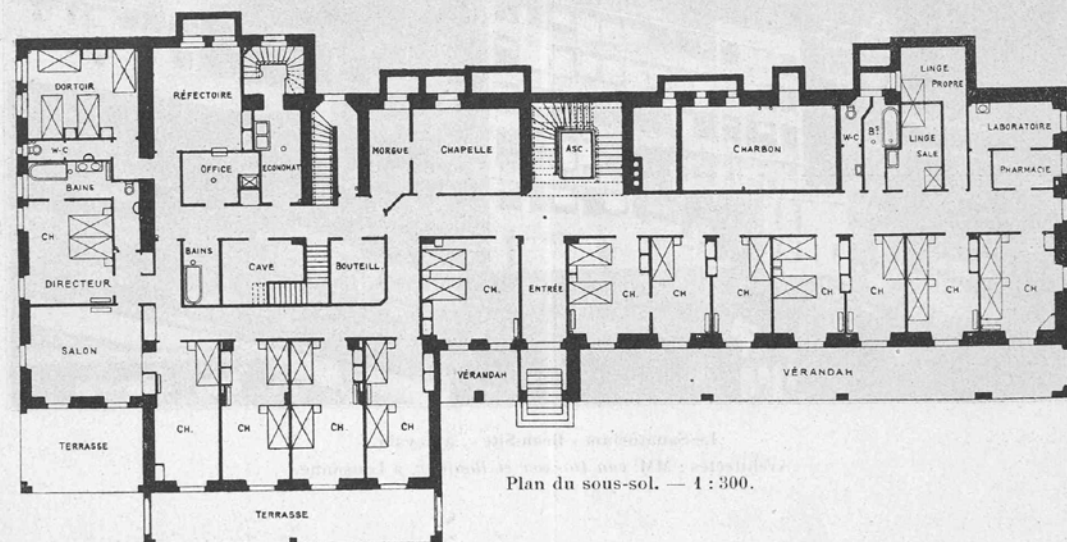 DORTOIR
RÉFECTOIRE
W-C
BAINS
OFFICE
ECONOMAT
MORGUE
CHAPELLE
ASC.
CHARBON
W-C
LINGE
PROPRE
LINGE
SALE
LABORATOIRE
PHARMACIE
CH.
DIRECTEUR
BAINS
CAVE
BOUTEILL.
CH.
ENTRÉE
CH.
CH
CH.
CH
CH.
CH
CH.
SALON
VÉRANDAH
VÉRANDAH
TERRASSE
CH.
CH
CH.
CH
TERRASSE
Plan du sous-sol. — 1 : 300.